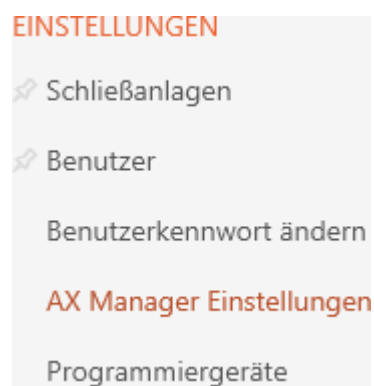 EINSTELLUNGEN
Schließanlagen
Benutzer
Benutzerkennwort ändern
AX Manager Einstellungen
Programmiergeräte